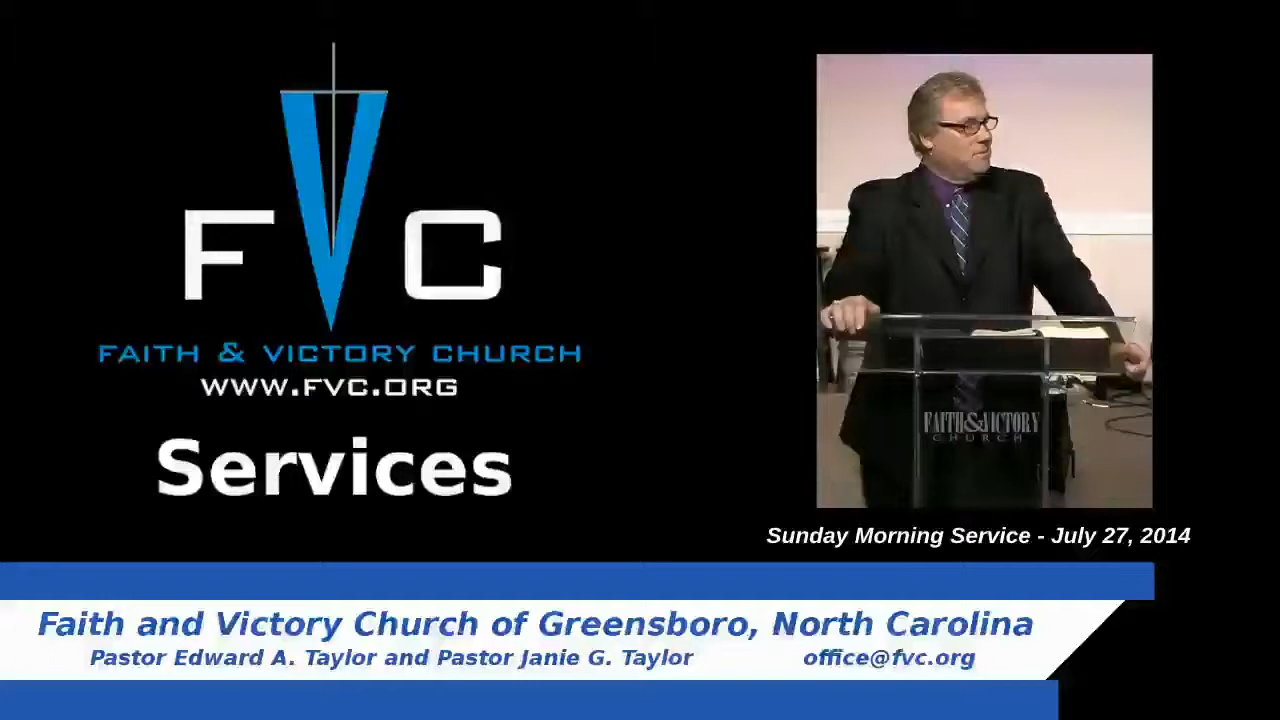 F V C
FAITH & VICTORY CHURCH
WWW.FVC.ORG
Services
FAITH&VICTORY
CHURCH
Sunday Morning Service - July 27, 2014
Faith and Victory Church of Greensboro, North Carolina
Pastor Edward A. Taylor and Pastor Janie G. Taylor office@fvc.org